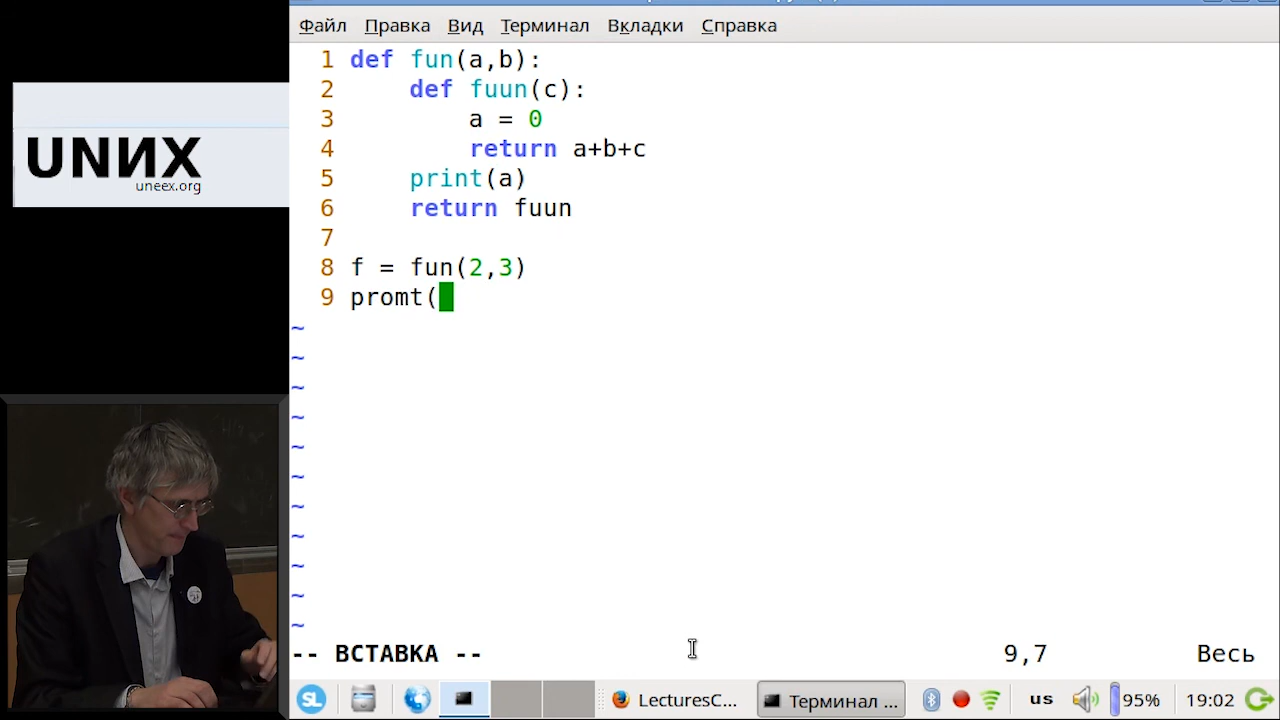 Файл Правка Вид Терминал Вкладки Справка
UNИX
uneex.org
1 def fun(a,b):
2     def fuun(c):
3         a = 0
4         return a+b+c
5     print(a)
6     return fuun
7
8 f = fun(2,3)
9 promt(
~
~
~
~
~
~
~
~
~
~
~
-- ВСТАВКА -- 9,7 Весь
SL LecturesC... Терминал ... us 95% 19:02